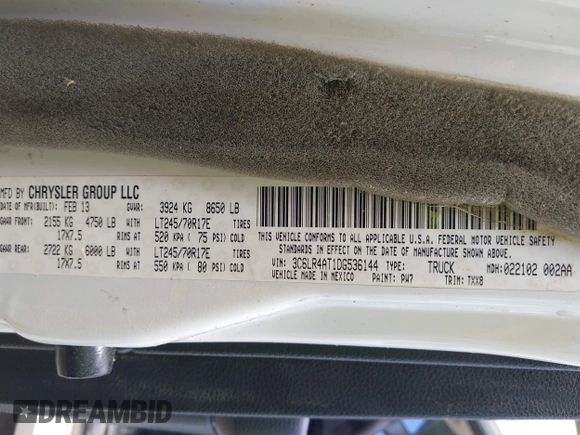 MFD BY CHRYSLER GROUP LLC
DATE OF MFR(BUILT): FEB 13 GVWR: 3924 KG 8650 LB
GAWR FRONT: 2155 KG 4750 LB LT245/70R17E TIRES
17X7.5 RIMS AT 520 KPA ( 75 PSI) COLD
GAWR REAR: 2722 KG 6000 LB LT245/70R17E TIRES
17X7.5 RIMS AT 550 KPA ( 80 PSI) COLD
THIS VEHICLE CONFORMS TO ALL APPLICABLE U.S.A. FEDERAL MOTOR VEHICLE SAFETY
STANDARDS IN EFFECT ON THE DATE OF MANUFACTURE SHOWN ABOVE.
VIN: 3C6LR4AT1DG536144 TYPE: TRUCK MDH: 022102 002AA
VEHICLE MADE IN MEXICO PAINT: PW7 TRIM: TXX8
DREAMBID